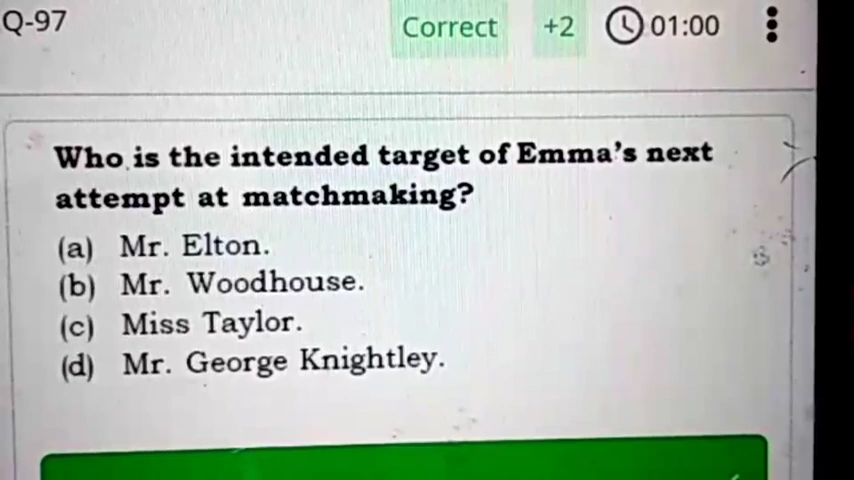 Q-97 Correct +2 01:00
Who is the intended target of Emma's next
attempt at matchmaking?
(a) Mr. Elton.
(b) Mr. Woodhouse.
(c) Miss Taylor.
(d) Mr. George Knightley.